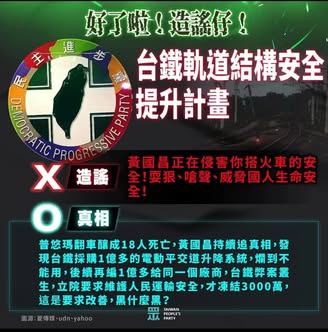 好了啦！造謠仔！
民主進步黨
DEMOCRATIC PROGRESSIVE PARTY
台鐵軌道結構安全
提升計畫
X 造謠
黃國昌正在侵害你搭火車的安
全!耍狠、嗆聲、威脅國人生命安
全!
O 真相
普悠瑪翻車釀成18人死亡,黃國昌持續追真相,發
現台鐵採購1億多的電動平交道升降系統,爛到不
能用,後續再編1億多給同一個廠商,台鐵弊案叢
生,立院要求維護人民運輸安全,才凍結3000萬,
這是要求改善,黑什麼黑?
圖源:菱傳媒、udn、yahoo
眾 TAIWAN
PEOPLE'S
PARTY